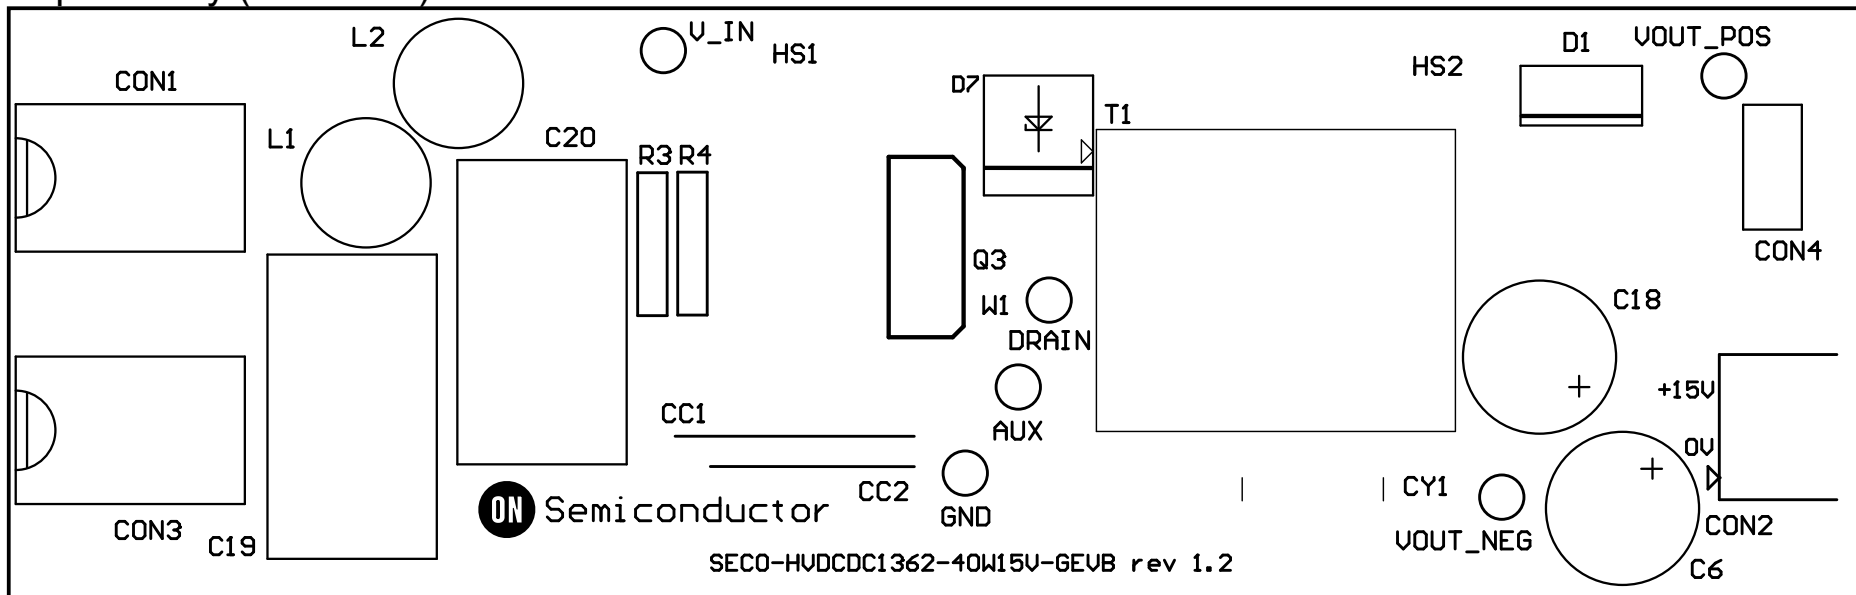 L2
V_IN
HS1
D1
VOUT_POS
CON1
D7
HS2
T1
L1
C20
R3 R4
CON4
Q3
W1
DRAIN
C18
+15V
CC1
AUX
0V
CC2
GND
CY1
ON Semiconductor
CON3
C19
VOUT_NEG
CON2
SECO-HVDCDC1362-40W15V-GEVB rev 1.2
C6